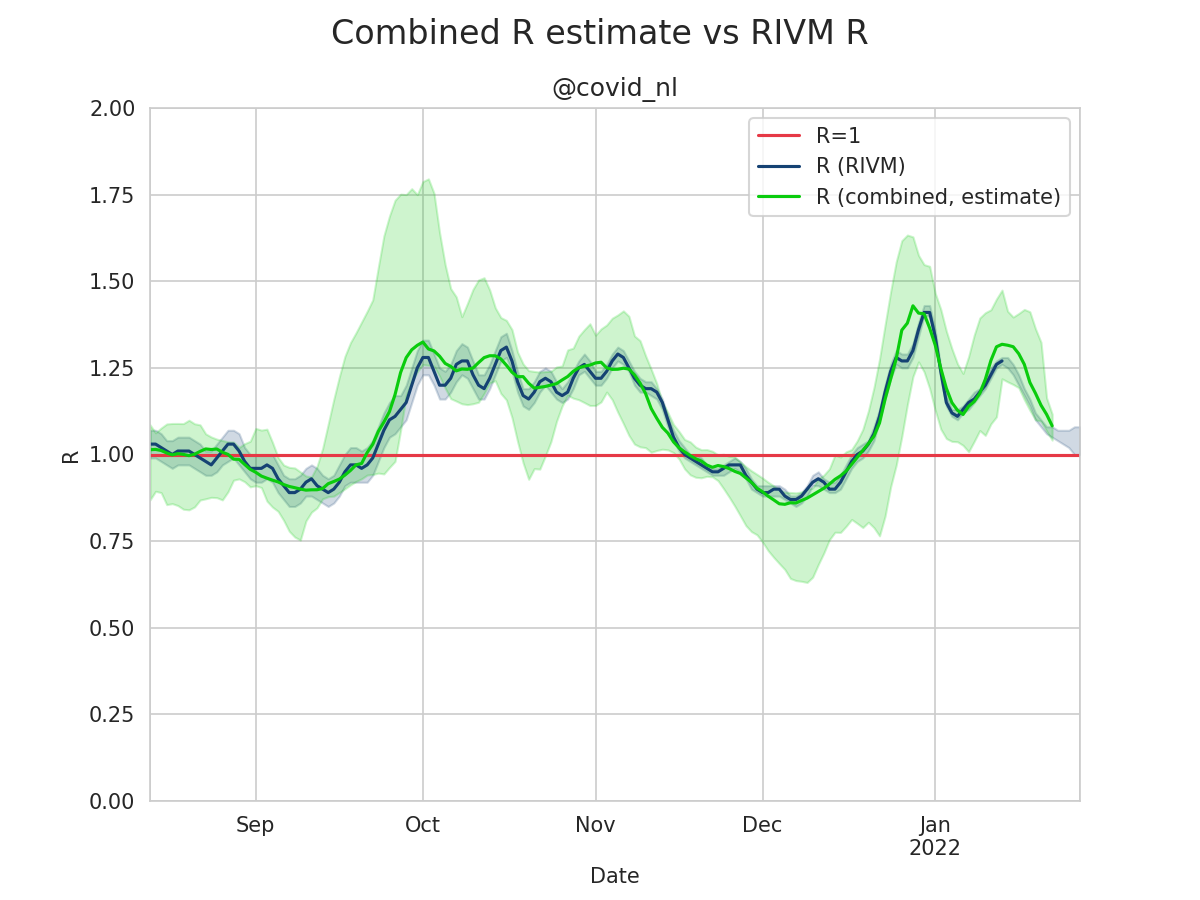 Combined R estimate vs RIVM R
@covid_nl
2.00
1.75
1.50
1.25
1.00
0.75
0.50
0.25
0.00
R
R=1
R (RIVM)
R (combined, estimate)
Sep
Oct
Nov
Dec
Jan
2022
Date